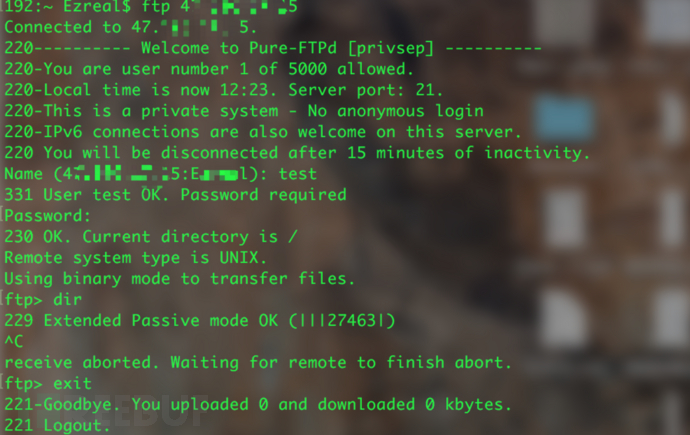 192:~ Ezreal$ ftp 4 5
Connected to 47. 5.
220---------- Welcome to Pure-FTPd [privsep] ----------
220-You are user number 1 of 5000 allowed.
220-Local time is now 12:23. Server port: 21.
220-This is a private system - No anonymous login
220-IPv6 connections are also welcome on this server.
220 You will be disconnected after 15 minutes of inactivity.
Name (4 5:E l): test
331 User test OK. Password required
Password:
230 OK. Current directory is /
Remote system type is UNIX.
Using binary mode to transfer files.
ftp> dir
229 Extended Passive mode OK (|||27463|)
^C
receive aborted. Waiting for remote to finish abort.
ftp> exit
221-Goodbye. You uploaded 0 and downloaded 0 kbytes.
221 Logout.